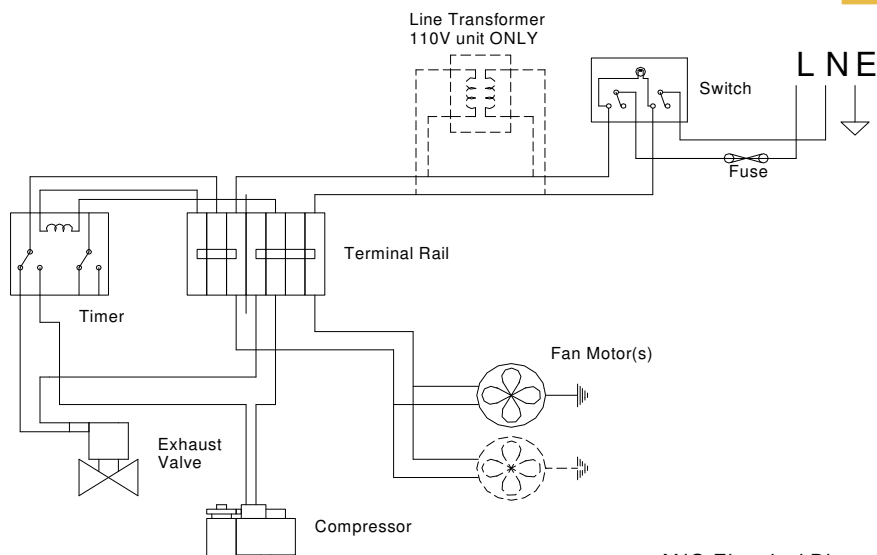 Line Transformer
110V unit ONLY
L N E
Switch
Fuse
Terminal Rail
Timer
Fan Motor(s)
Exhaust
Valve
Compressor